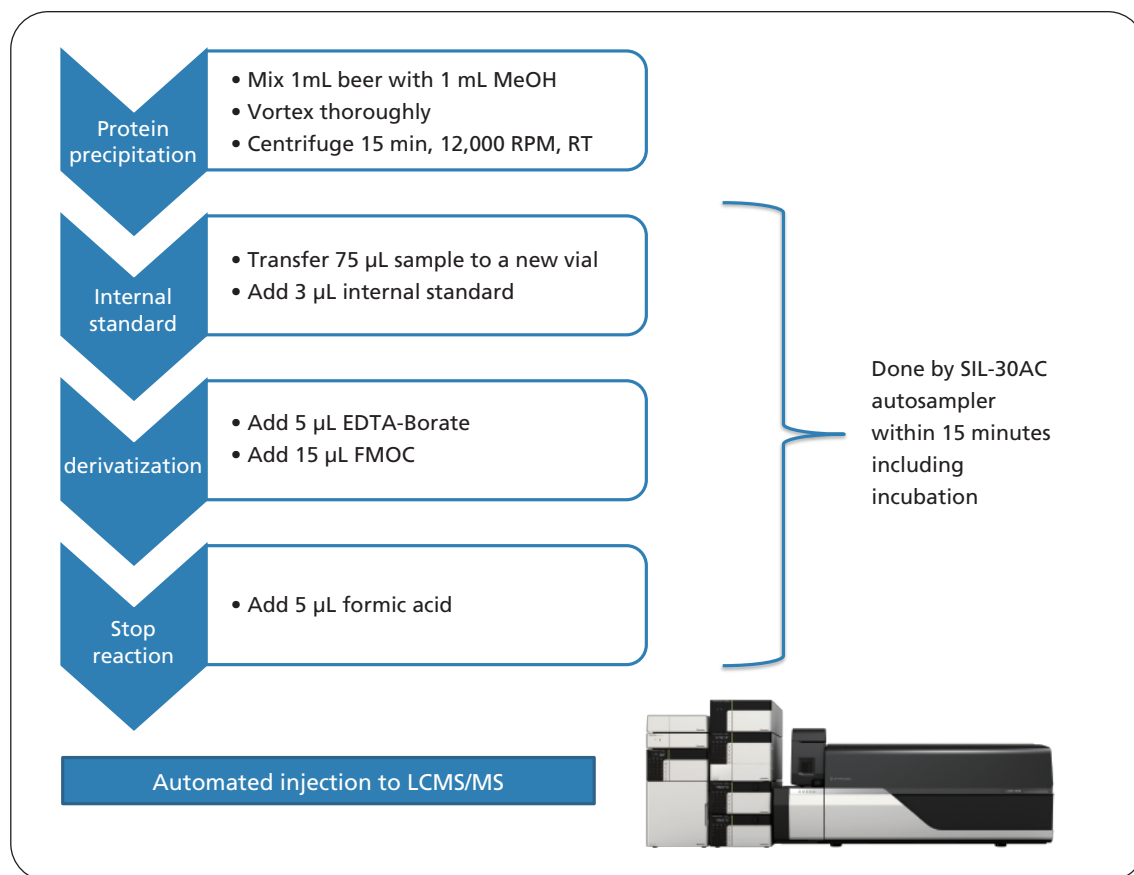 Protein
precipitation
• Mix 1mL beer with 1 mL MeOH
• Vortex thoroughly
• Centrifuge 15 min, 12,000 RPM, RT
Internal
standard
• Transfer 75 µL sample to a new vial
• Add 3 µL internal standard
derivatization
• Add 5 µL EDTA-Borate
• Add 15 µL FMOC
Stop
reaction
• Add 5 µL formic acid
Done by SIL-30AC
autosampler
within 15 minutes
including
incubation
Automated injection to LCMS/MS